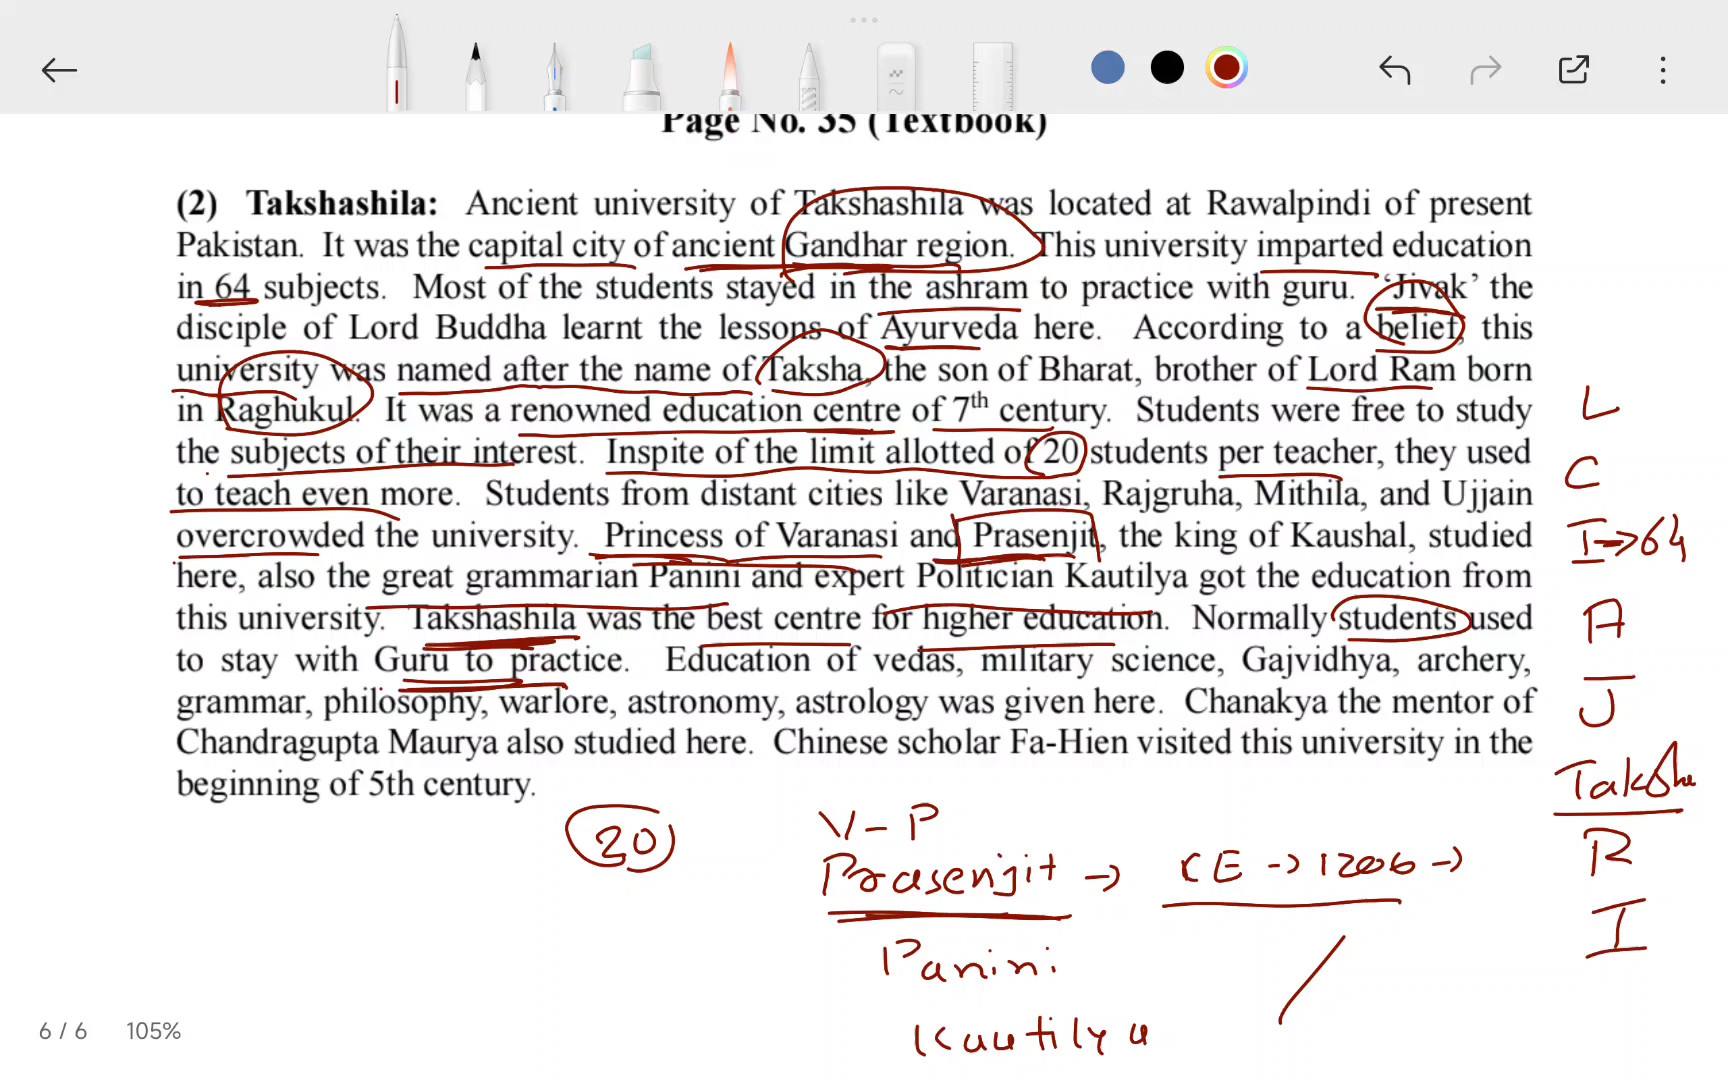 Page No. 35 (Textbook)
(2) Takshashila: Ancient university of Takshashila was located at Rawalpindi of present
Pakistan. It was the capital city of ancient Gandhar region. This university imparted education
in 64 subjects. Most of the students stayed in the ashram to practice with guru. ‘Jivak’ the
disciple of Lord Buddha learnt the lessons of Ayurveda here. According to a belief, this
university was named after the name of Taksha, the son of Bharat, brother of Lord Ram born
in Raghukul. It was a renowned education centre of 7th century. Students were free to study
the subjects of their interest. Inspite of the limit allotted of 20 students per teacher, they used
to teach even more. Students from distant cities like Varanasi, Rajgruha, Mithila, and Ujjain
overcrowded the university. Princess of Varanasi and Prasenjit, the king of Kaushal, studied
here, also the great grammarian Panini and expert Politician Kautilya got the education from
this university. Takshashila was the best centre for higher education. Normally students used
to stay with Guru to practice. Education of vedas, military science, Gajvidhya, archery,
grammar, philosophy, warlore, astronomy, astrology was given here. Chanakya the mentor of
Chandragupta Maurya also studied here. Chinese scholar Fa-Hien visited this university in the
beginning of 5th century.
L
C
I→64
A
J
Taksha
R
I
20
V-P
Prasenjit → CE → 1206 →
Panini
Kautilya
6 / 6 105%